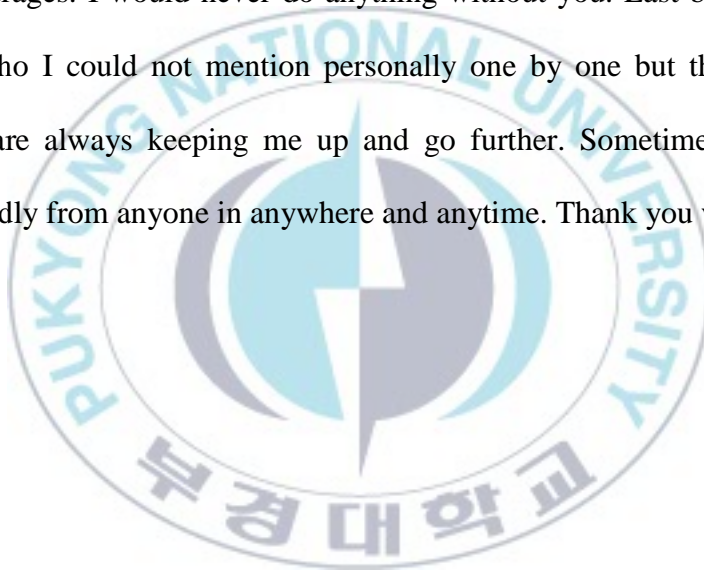 rages. I would never do anything without you. Last b
ho I could not mention personally one by one but th
are always keeping me up and go further. Sometime
dly from anyone in anywhere and anytime. Thank you v
PUKYONG NATIONAL UNIVERSITY
부경대학교